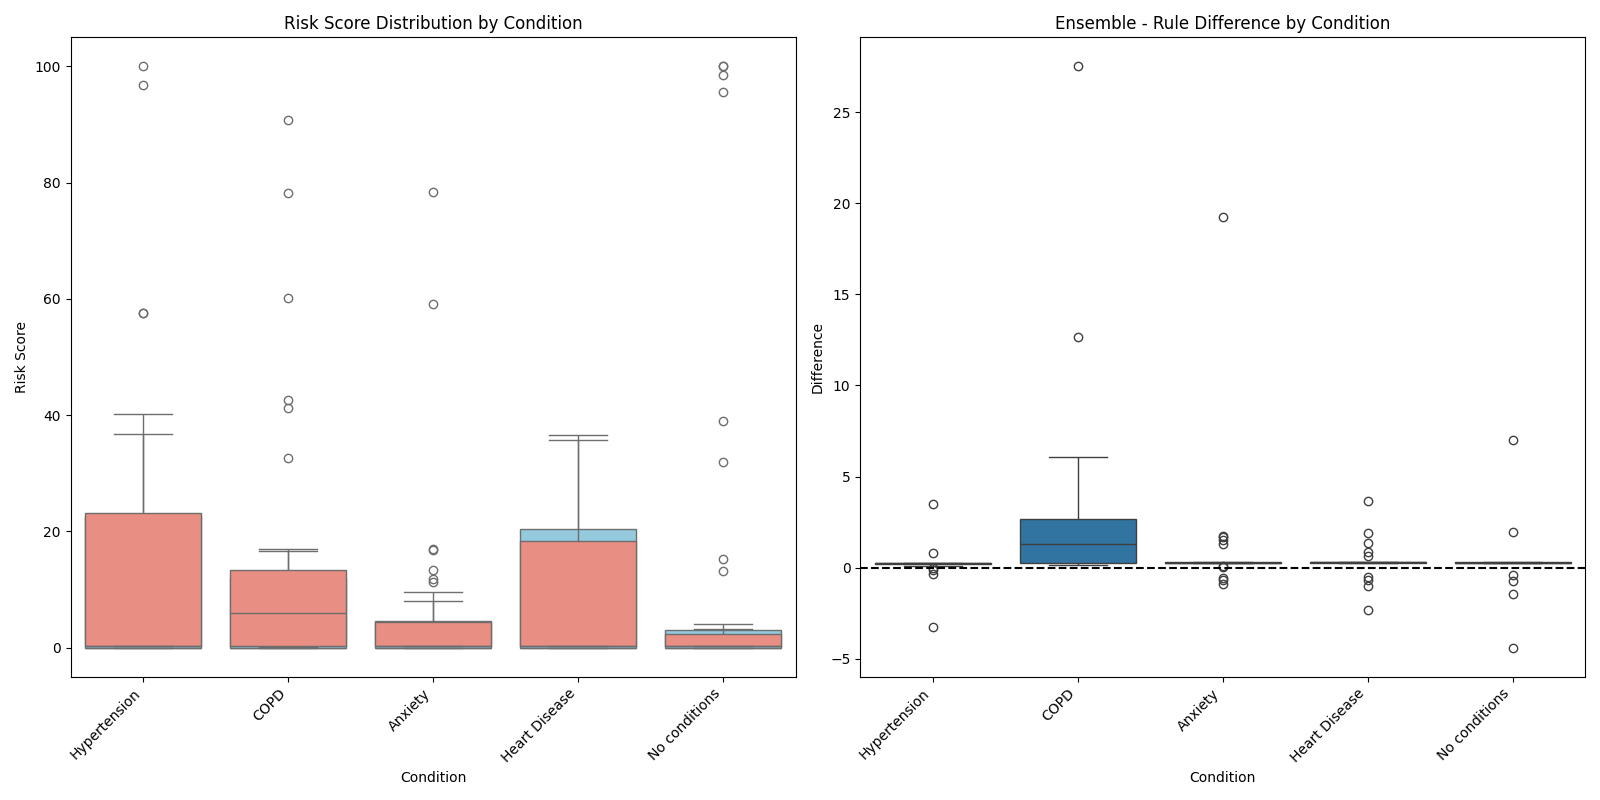 Risk Score Distribution by Condition
Risk Score
100
80
60
40
20
0
Hypertension
COPD
Anxiety
Heart Disease
No conditions
Condition
Ensemble - Rule Difference by Condition
Difference
25
20
15
10
5
0
−5
Hypertension
COPD
Anxiety
Heart Disease
No conditions
Condition